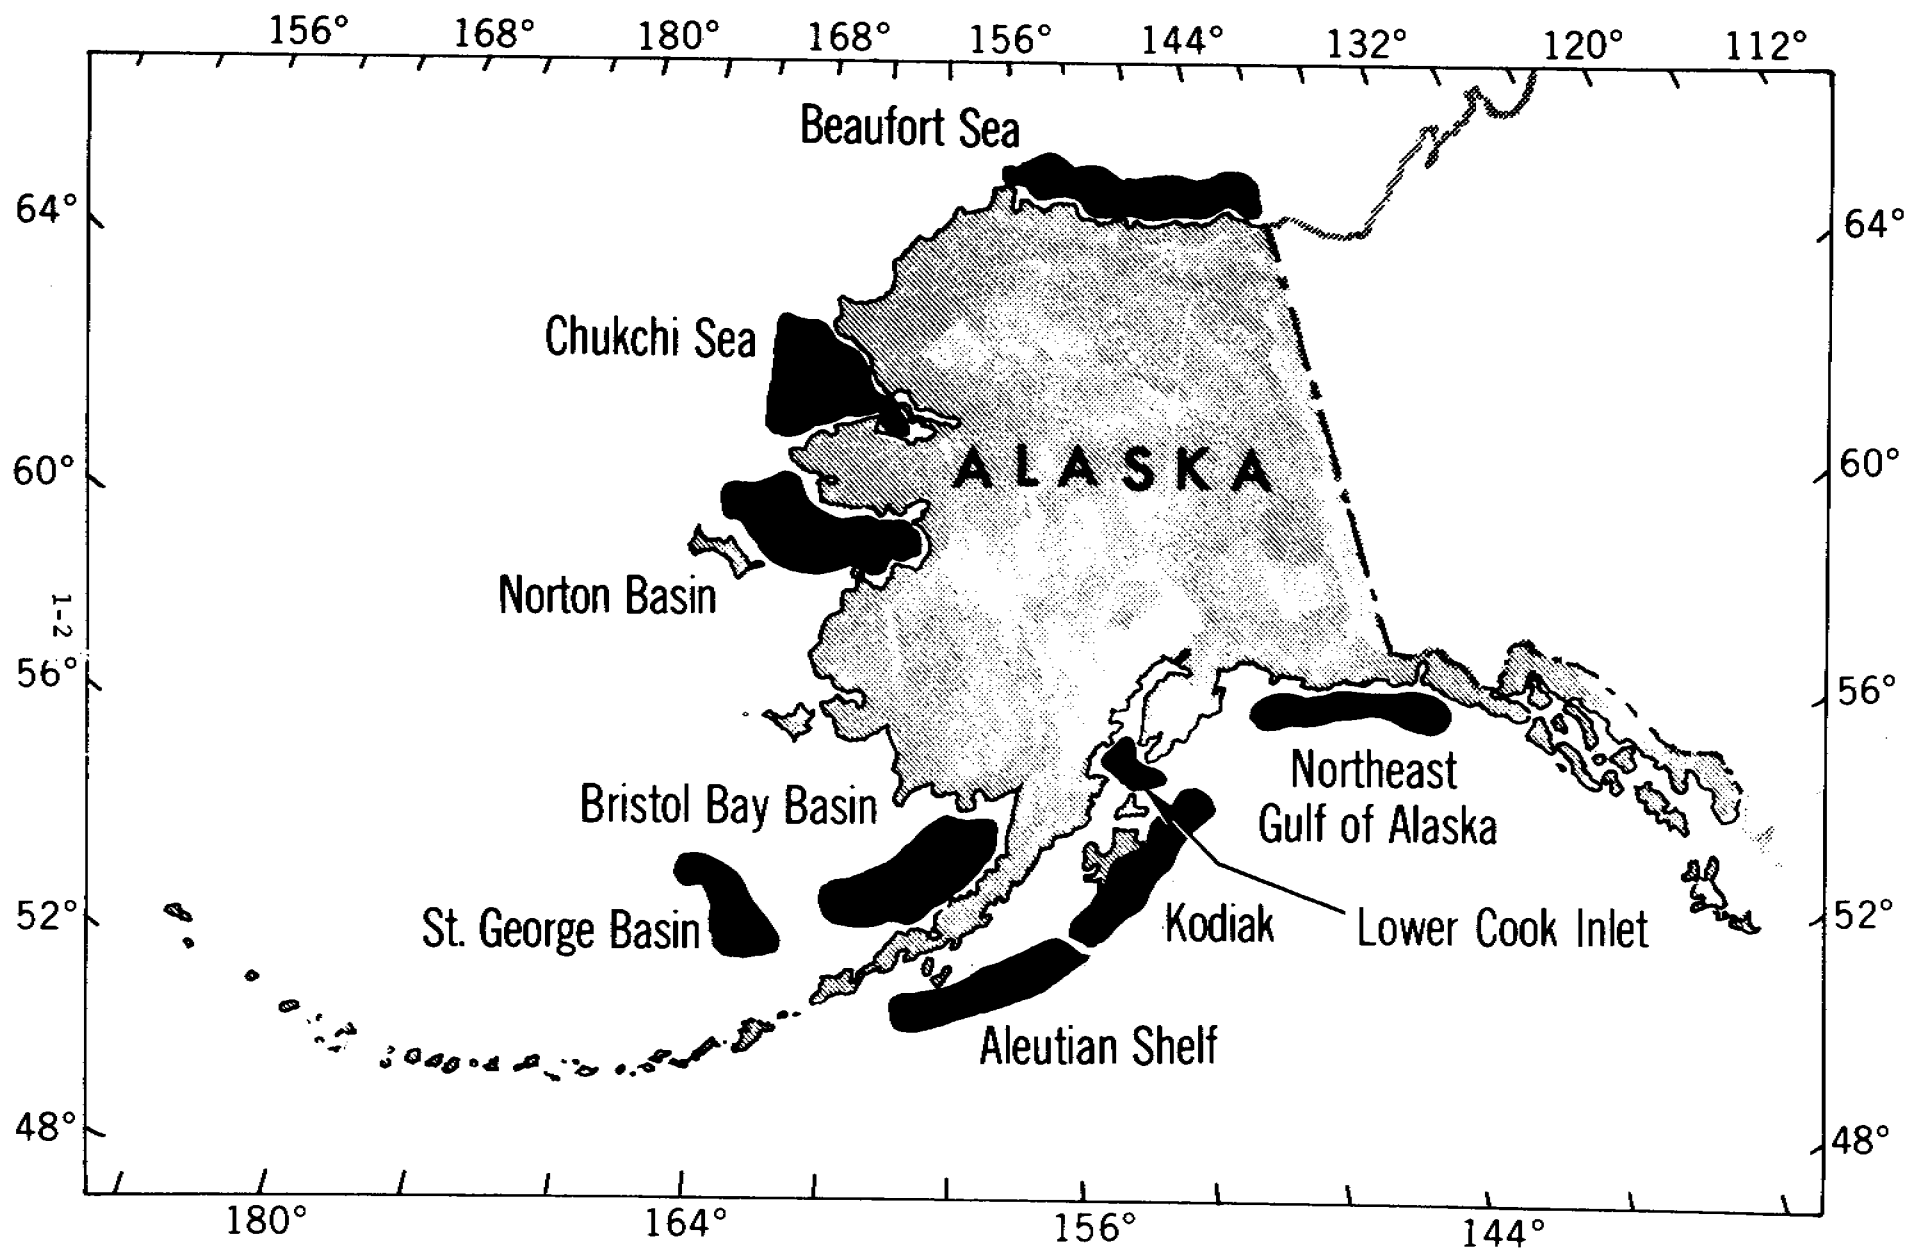 156° 168° 180° 168° 156° 144° 132° 120° 112°
Beaufort Sea
64° 64°
Chukchi Sea
ALASKA
60° 60°
Norton Basin
1-2
56° 56°
Northeast
Gulf of Alaska
Bristol Bay Basin
St. George Basin
52° 52°
Kodiak
Lower Cook Inlet
Aleutian Shelf
48° 48°
180° 164° 156° 144°